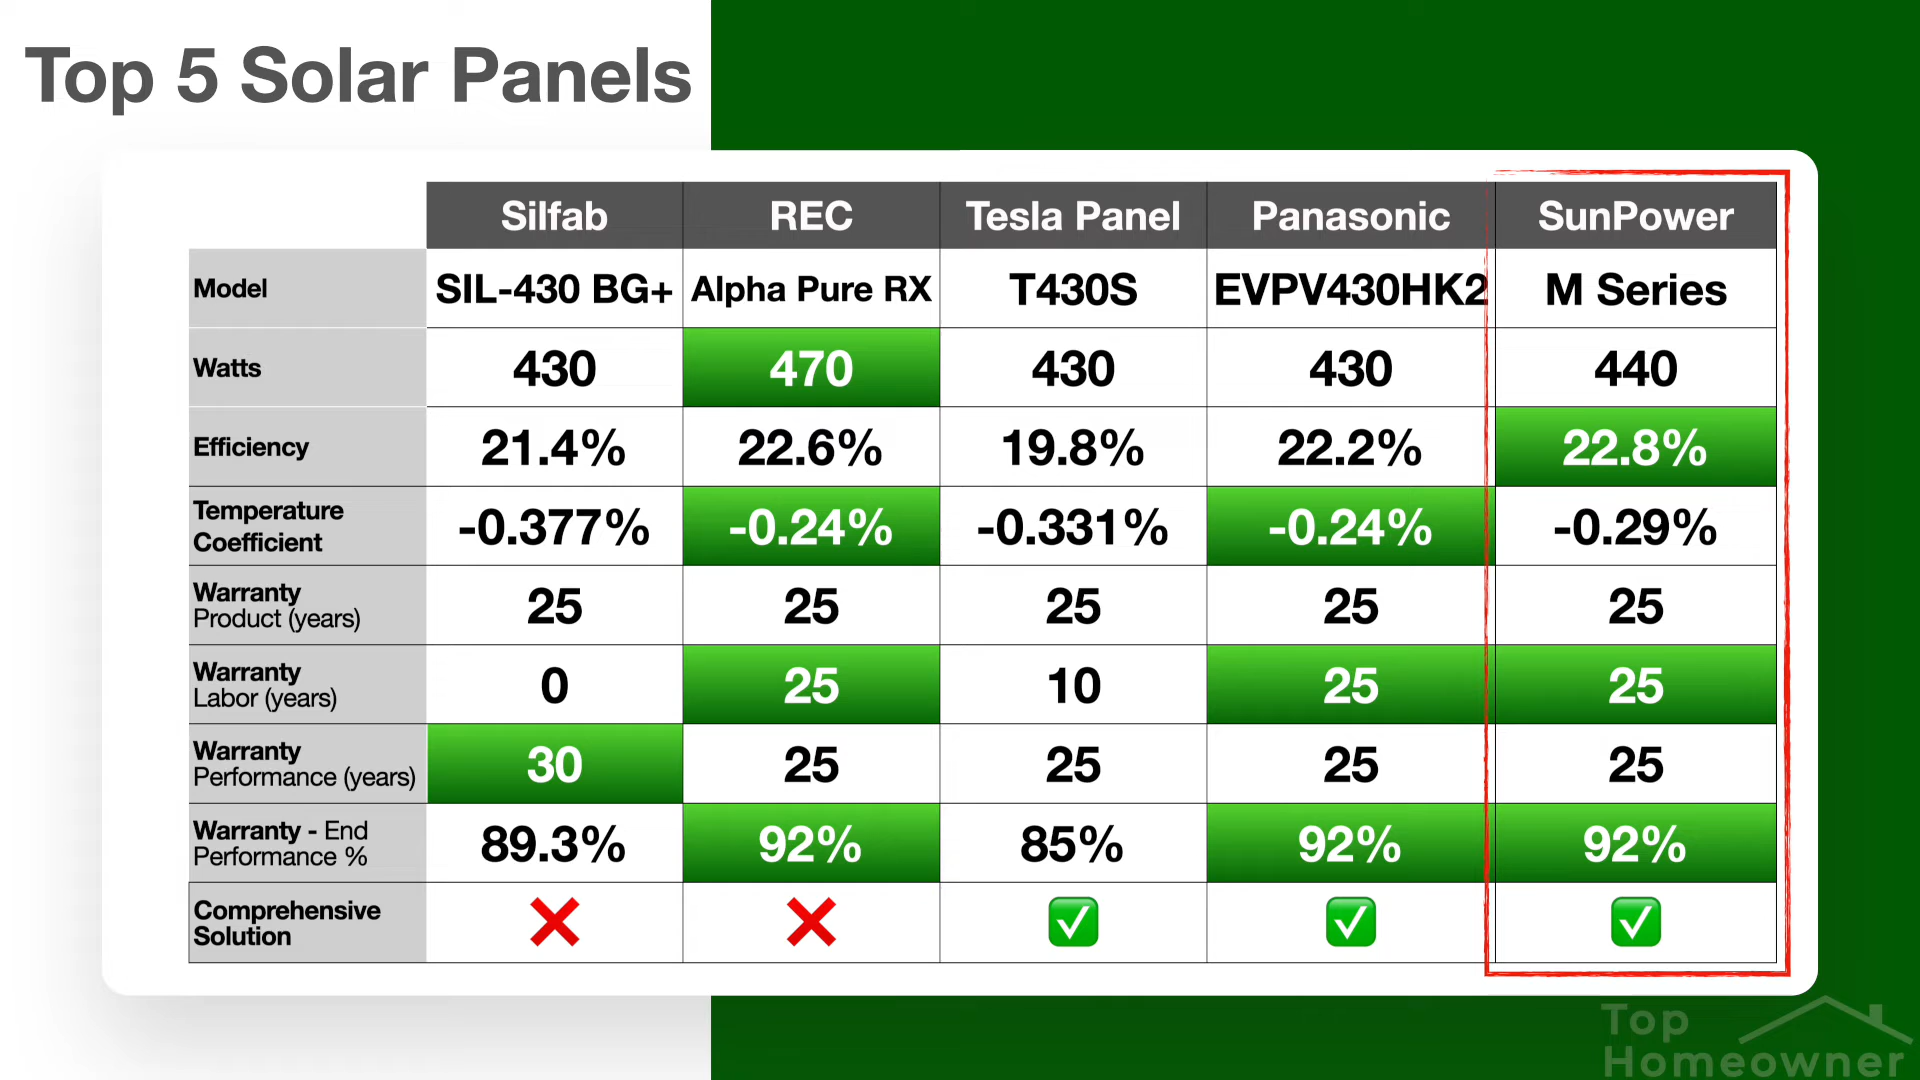 Top 5 Solar Panels
Silfab REC Tesla Panel Panasonic SunPower
Model SIL-430 BG+ Alpha Pure RX T430S EVPV430HK2 M Series
Watts 430 470 430 430 440
Efficiency 21.4% 22.6% 19.8% 22.2% 22.8%
Temperature
Coefficient -0.377% -0.24% -0.331% -0.24% -0.29%
Warranty
Product (years) 25 25 25 25 25
Warranty
Labor (years) 0 25 10 25 25
Warranty
Performance (years) 30 25 25 25 25
Warranty - End
Performance % 89.3% 92% 85% 92% 92%
Comprehensive
Solution
Top
Homeowner